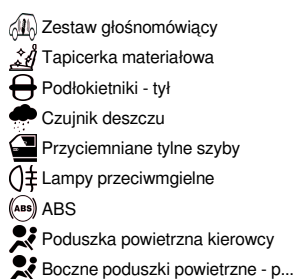 Zestaw głośnomówiący
Tapicerka materiałowa
Podłokietniki - tył
Czujnik deszczu
Przyciemniane tylne szyby
Lampy przeciwmgielne
(ABS) ABS
Poduszka powietrzna kierowcy
Boczne poduszki powietrzne - p...